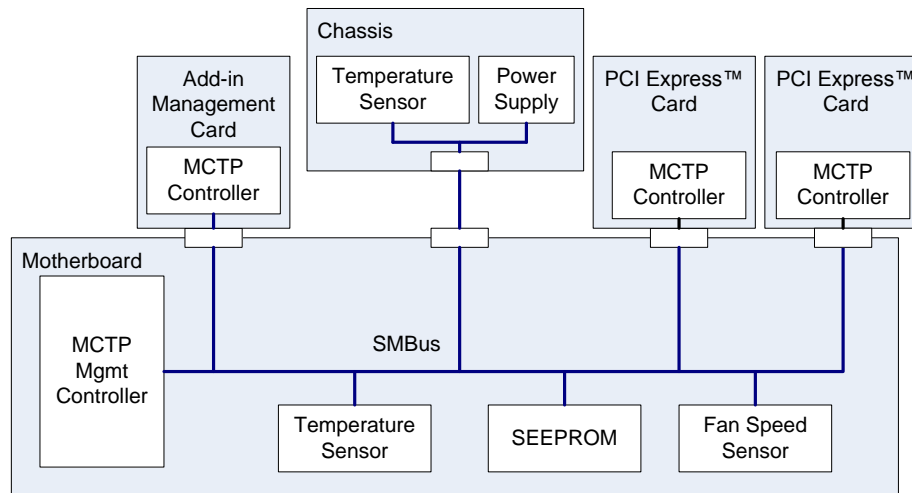 Chassis
Temperature
Sensor
Power
Supply
Add-in
Management
Card
MCTP
Controller
PCI Express™
Card
MCTP
Controller
PCI Express™
Card
MCTP
Controller
Motherboard
MCTP
Mgmt
Controller
SMBus
Temperature
Sensor
SEEPROM
Fan Speed
Sensor